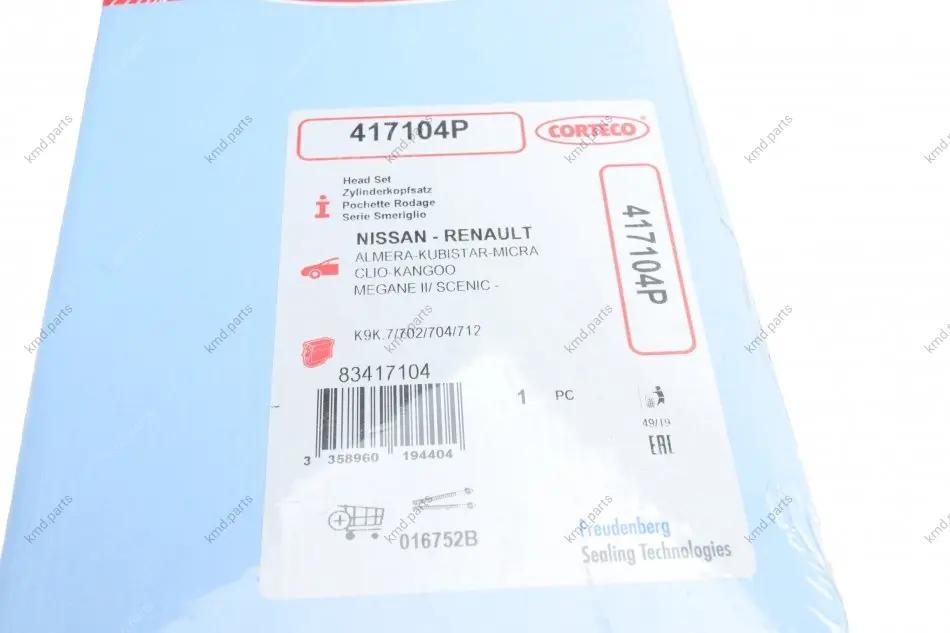 417104P
CORTECO®
Head Set
Zylinderkopfsatz
Pochette Rodage
Serie Smeriglio
NISSAN - RENAULT
ALMERA-KUBISTAR-MICRA
CLIO-KANGOO
MEGANE II/ SCENIC -
K9K.7/702/704/712
417104P
83417104
1 PC
49/19
EAC
3 358960 194404
016752B
Freudenberg
Sealing Technologies
kmd.parts